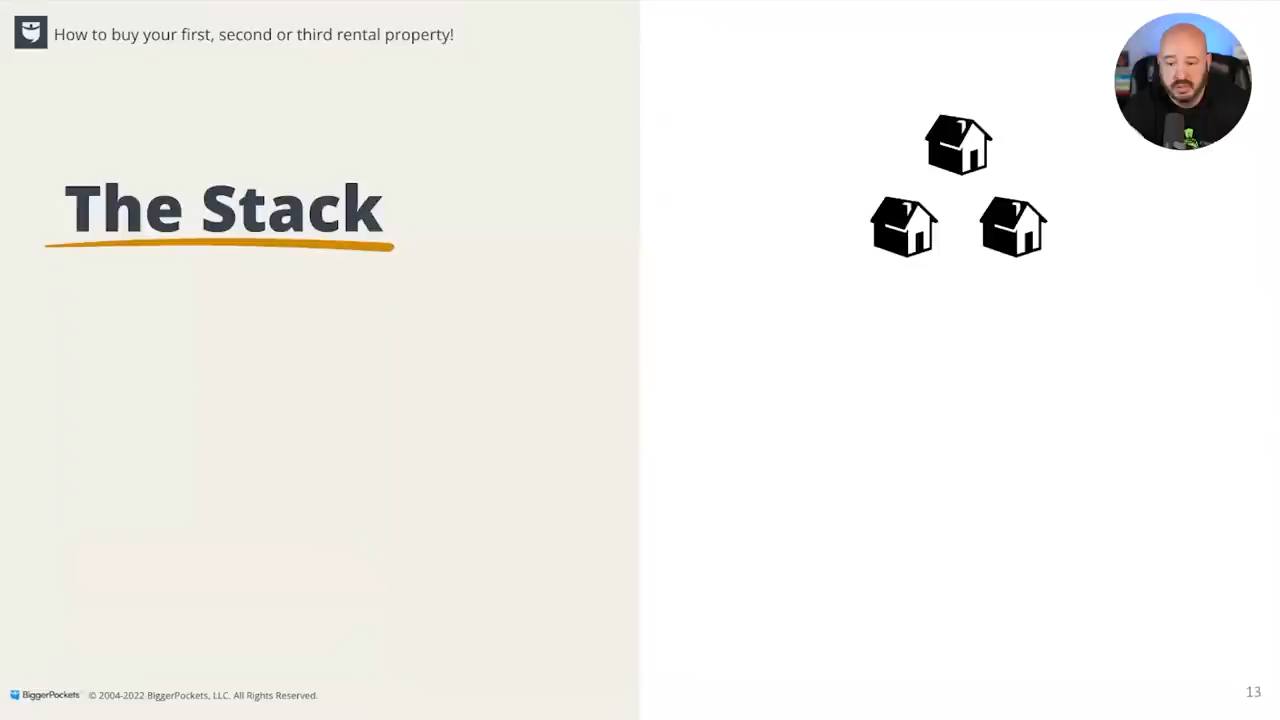 How to buy your first, second or third rental property!
The Stack
BiggerPockets © 2004-2022 BiggerPockets, LLC. All Rights Reserved.
13